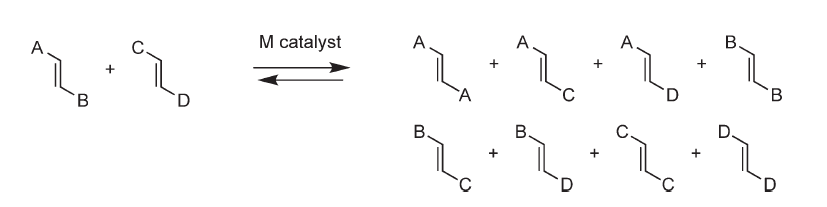 A C M catalyst A A A B
+ + + +
B D A C D B
B B C D
+ + +
C D C D